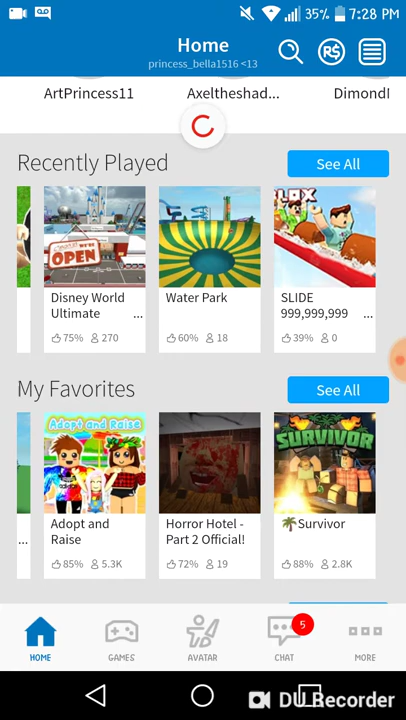 35% 7:28 PM
Home
princess_bella1516 <13
R$
ArtPrincess11 Axeltheshad... DimondI
Recently Played See All
OPEN
LOX
Disney World Ultimate ...
75% 270
Water Park
60% 18
SLIDE 999,999,999 ...
39% 0
My Favorites See All
...
Adopt and Raise
Adopt and Raise
85% 5.3K
Horror Hotel - Part 2 Official!
72% 19
SURVIVOR
🌴Survivor
88% 2.8K
5
HOME GAMES AVATAR CHAT MORE
DU Recorder